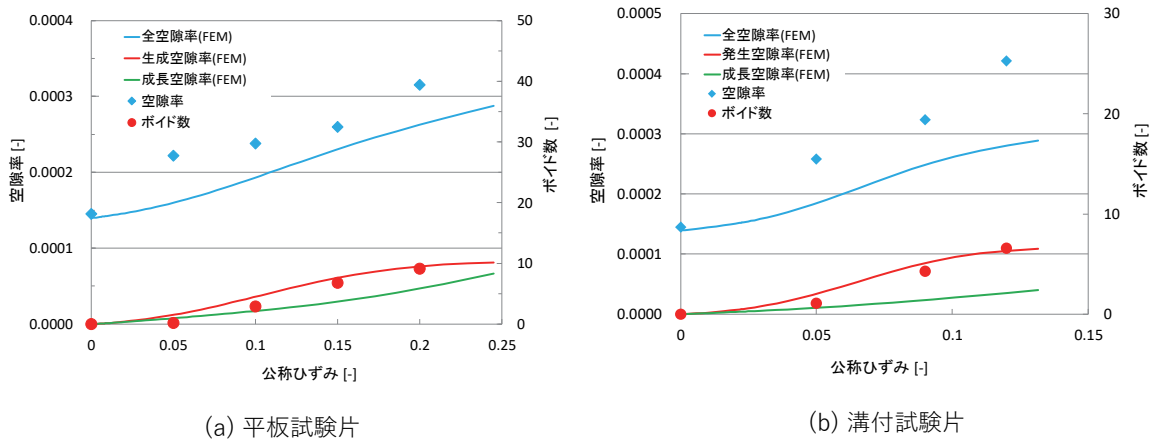 0.0004
0.0003
0.0002
0.0001
0.0000
空隙率 [-]
全空隙率(FEM)
生成空隙率(FEM)
成長空隙率(FEM)
空隙率
ボイド数
50
40
30
20
10
0
ボイド数 [-]
0 0.05 0.1 0.15 0.2 0.25
公称ひずみ [-]
(a) 平板試験片
0.0005
0.0004
0.0003
0.0002
0.0001
0.0000
空隙率 [-]
全空隙率(FEM)
発生空隙率(FEM)
成長空隙率(FEM)
空隙率
ボイド数
30
20
10
0
ボイド数 [-]
0 0.05 0.1 0.15
公称ひずみ [-]
(b) 溝付試験片